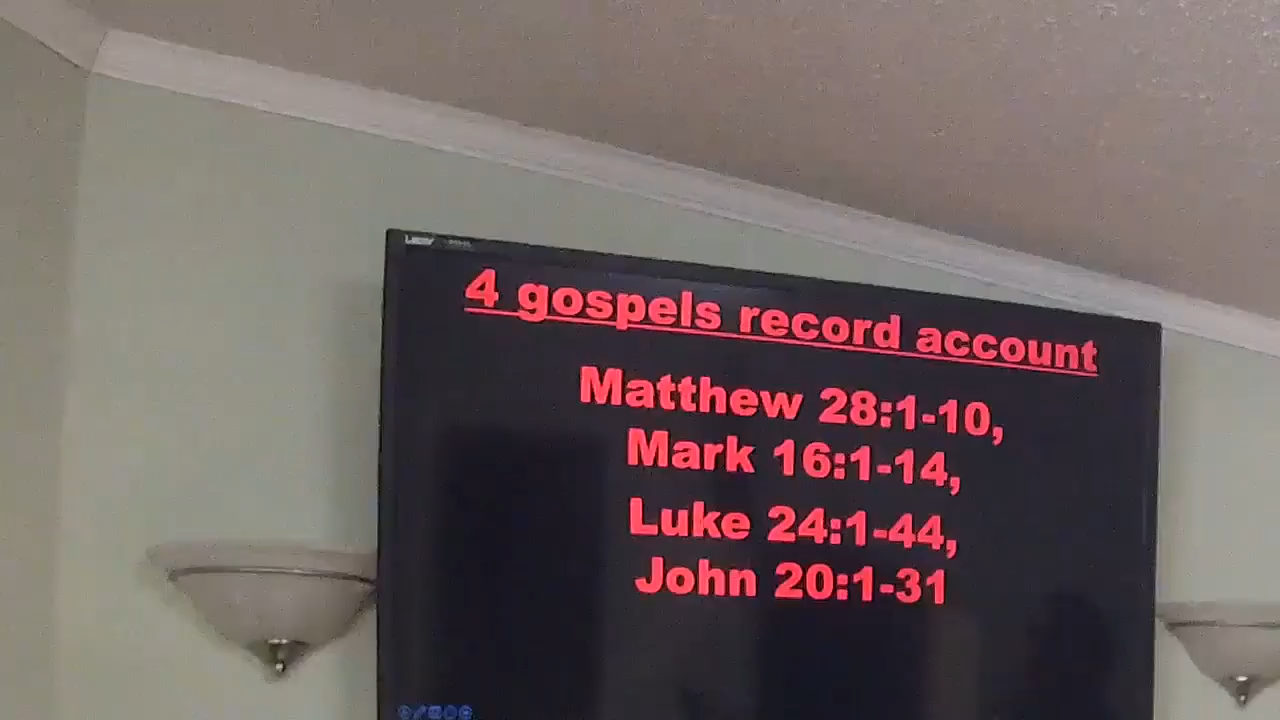 4 gospels record account
Matthew 28:1-10,
Mark 16:1-14,
Luke 24:1-44,
John 20:1-31